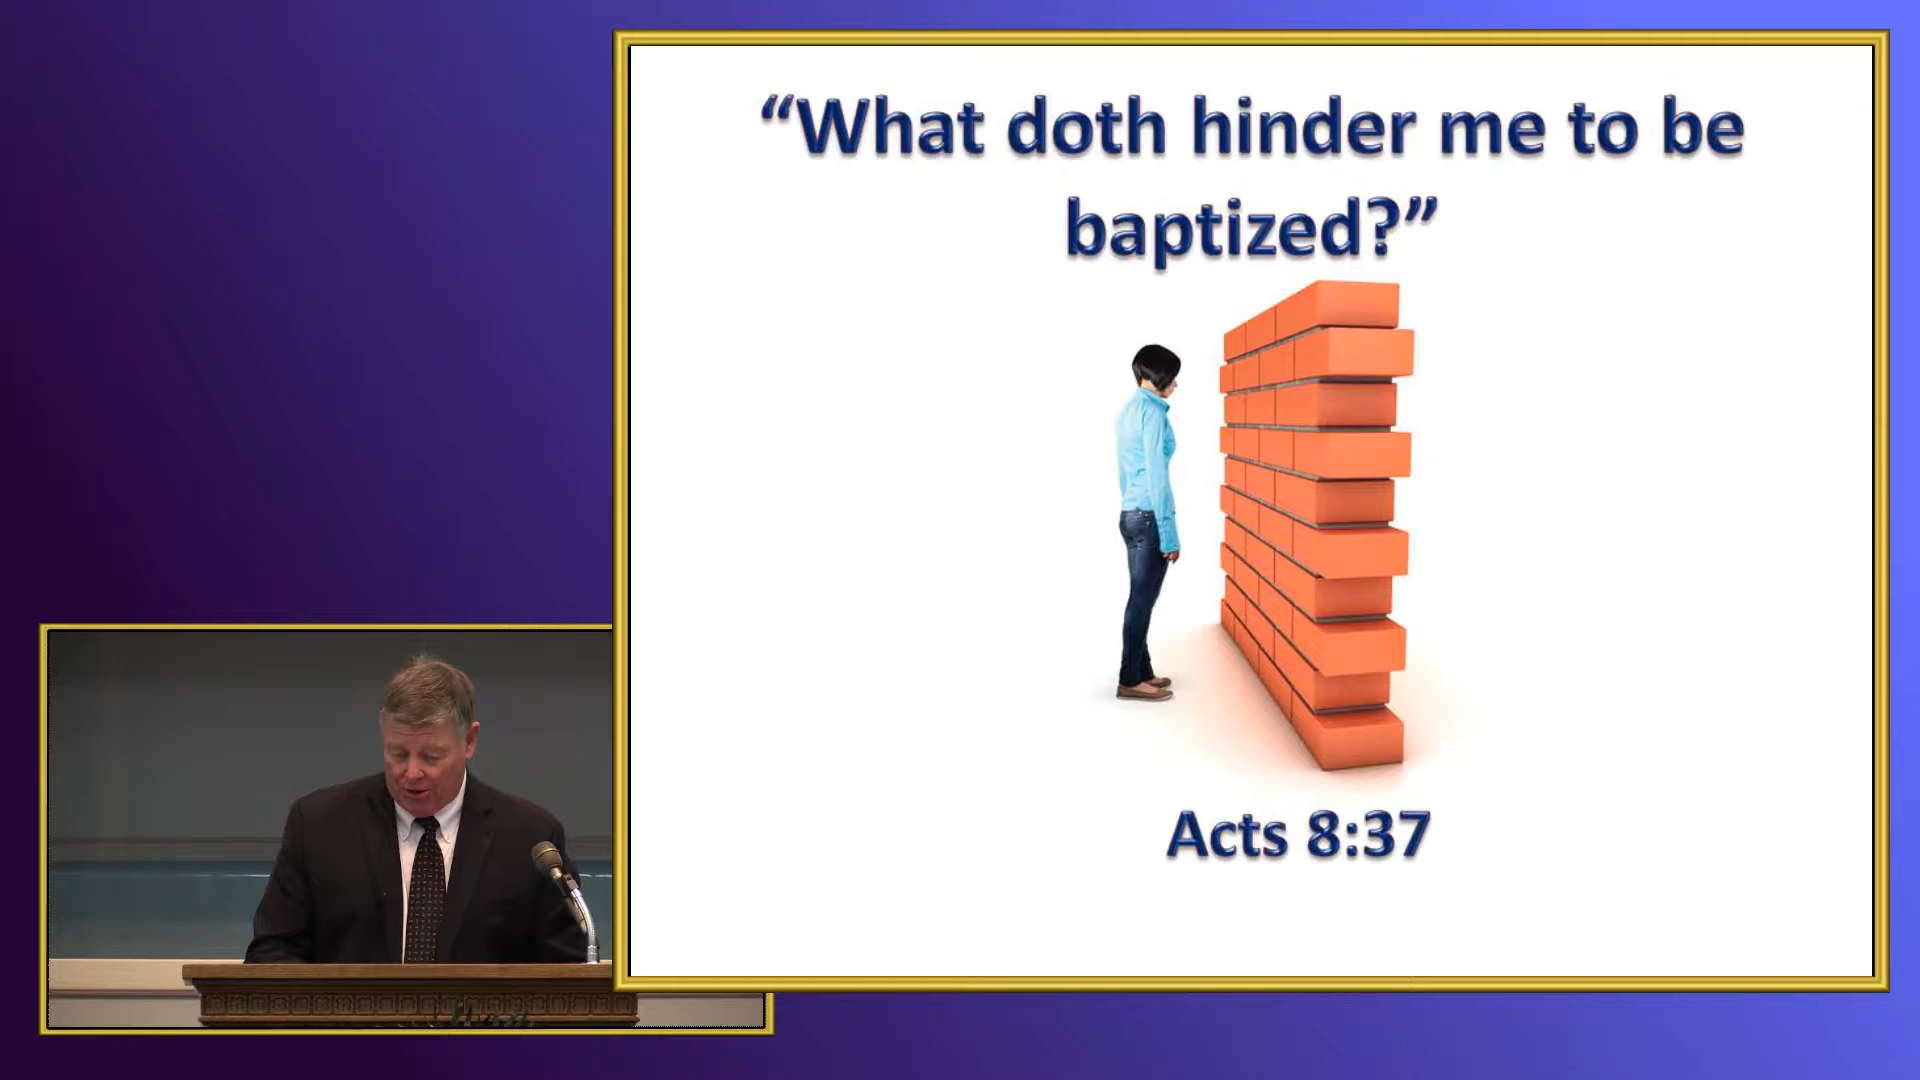 “What doth hinder me to be
baptized?”
Acts 8:37